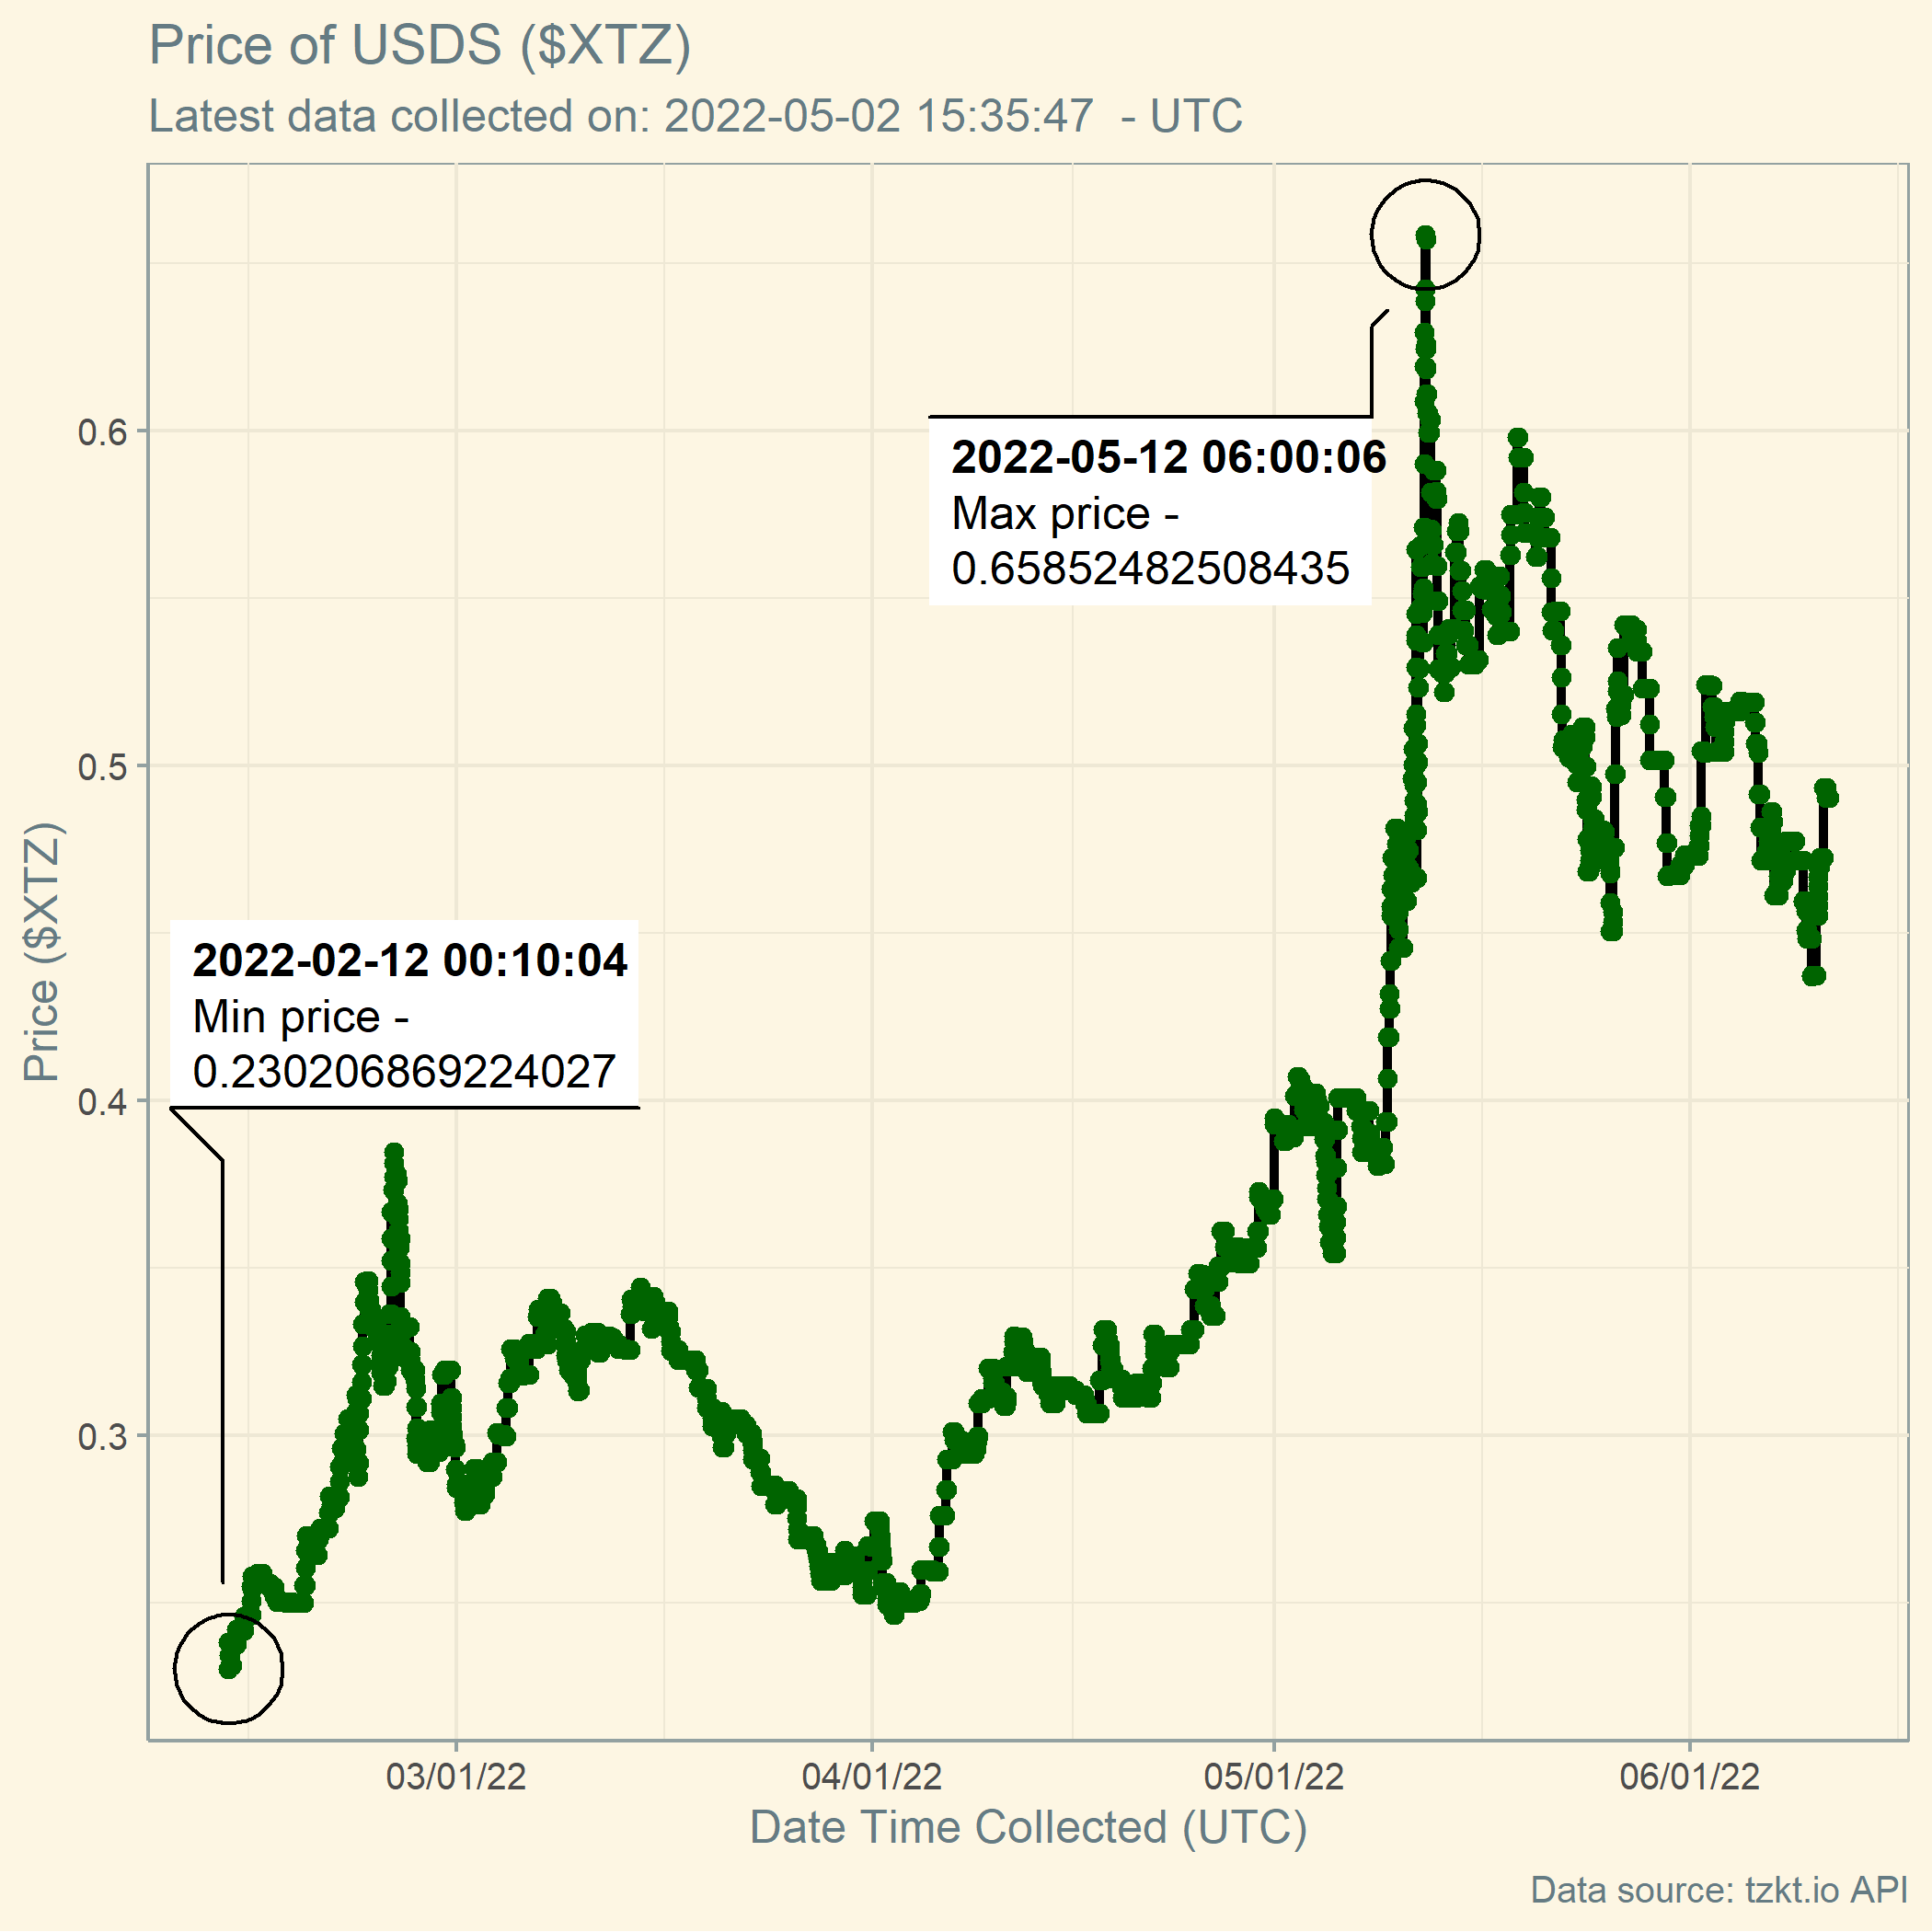 Price of USDS ($XTZ)
Latest data collected on: 2022-05-02 15:35:47  - UTC
Price ($XTZ)
0.6
0.5
0.4
0.3
2022-05-12 06:00:06
Max price -
0.65852482508435
2022-02-12 00:10:04
Min price -
0.230206869224027
03/01/22
04/01/22
05/01/22
06/01/22
Date Time Collected (UTC)
Data source: tzkt.io API